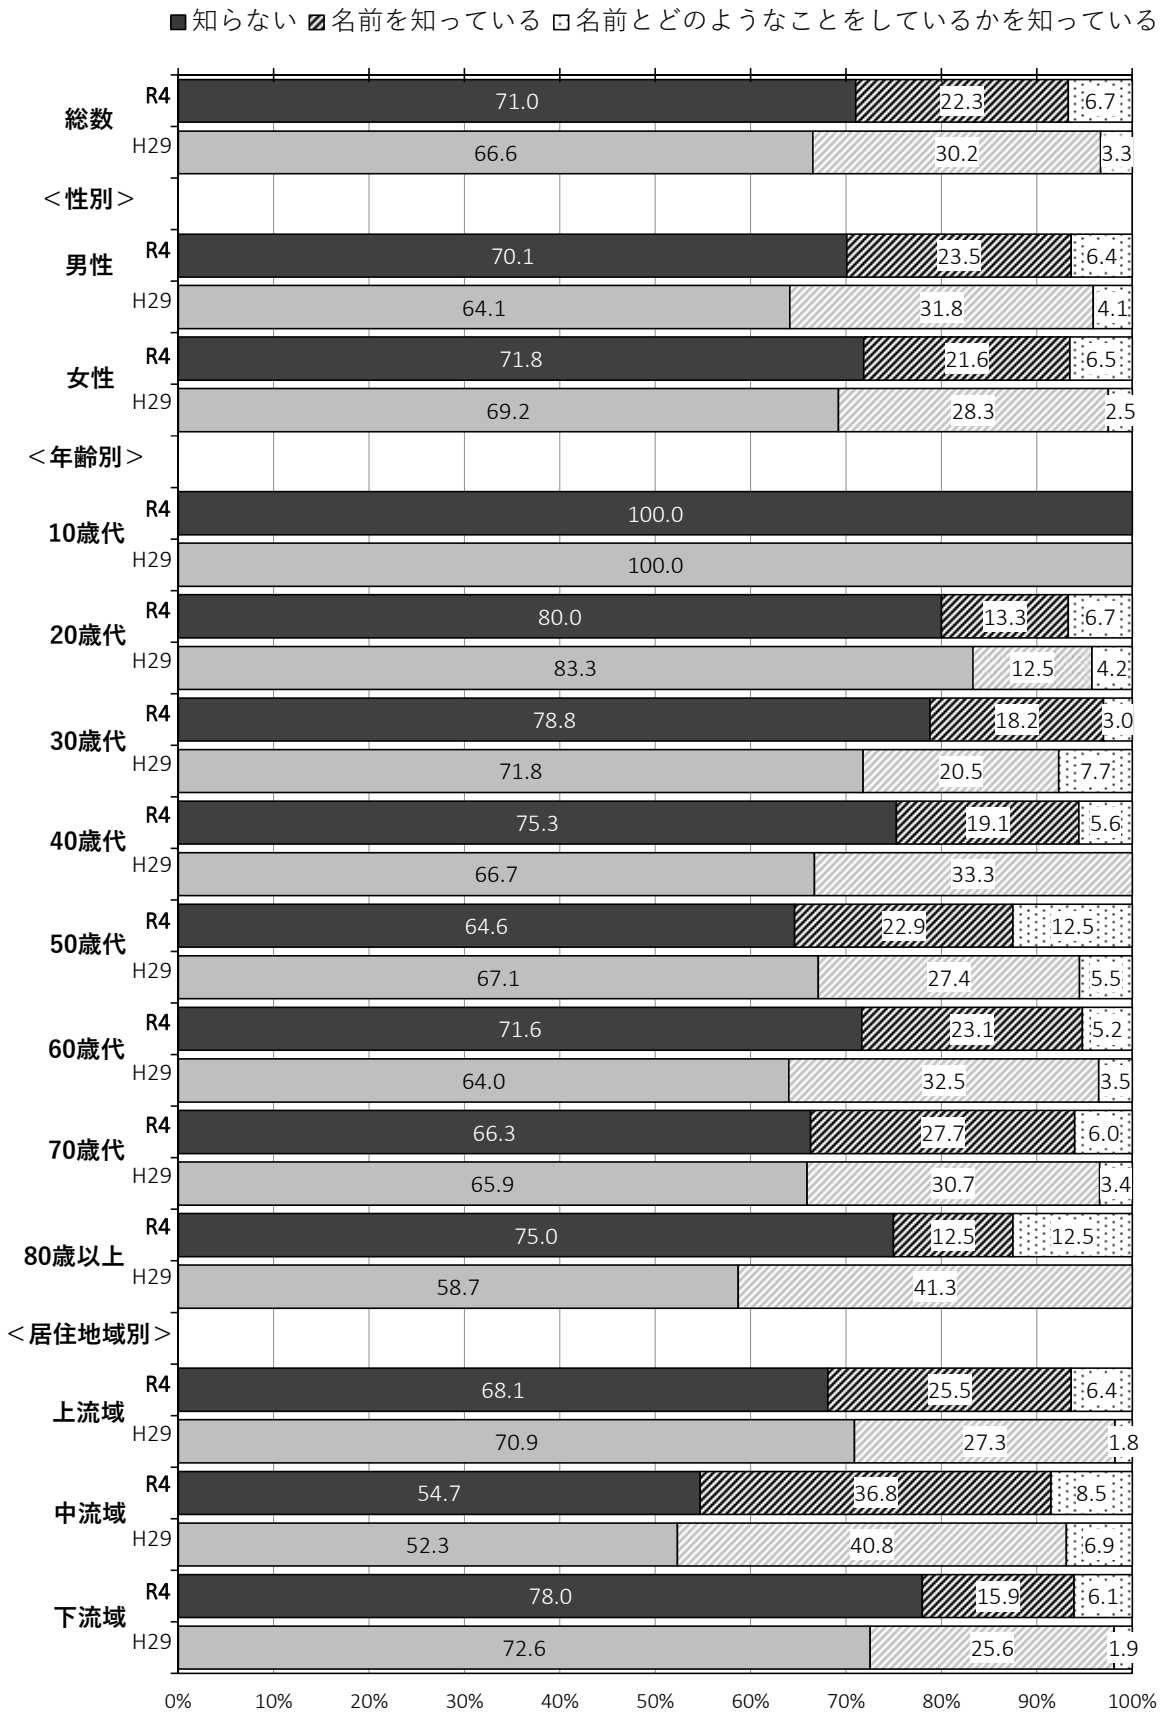 知らない 名前を知っている 名前とどのようなことをしているかを知っている
総数
R4 71.0 22.3 6.7
H29 66.6 30.2 3.3
＜性別＞
男性
R4 70.1 23.5 6.4
H29 64.1 31.8 4.1
女性
R4 71.8 21.6 6.5
H29 69.2 28.3 2.5
＜年齢別＞
10歳代
R4 100.0
H29 100.0
20歳代
R4 80.0 13.3 6.7
H29 83.3 12.5 4.2
30歳代
R4 78.8 18.2 3.0
H29 71.8 20.5 7.7
40歳代
R4 75.3 19.1 5.6
H29 66.7 33.3
50歳代
R4 64.6 22.9 12.5
H29 67.1 27.4 5.5
60歳代
R4 71.6 23.1 5.2
H29 64.0 32.5 3.5
70歳代
R4 66.3 27.7 6.0
H29 65.9 30.7 3.4
80歳以上
R4 75.0 12.5 12.5
H29 58.7 41.3
＜居住地域別＞
上流域
R4 68.1 25.5 6.4
H29 70.9 27.3 1.8
中流域
R4 54.7 36.8 8.5
H29 52.3 40.8 6.9
下流域
R4 78.0 15.9 6.1
H29 72.6 25.6 1.9
0% 10% 20% 30% 40% 50% 60% 70% 80% 90% 100%